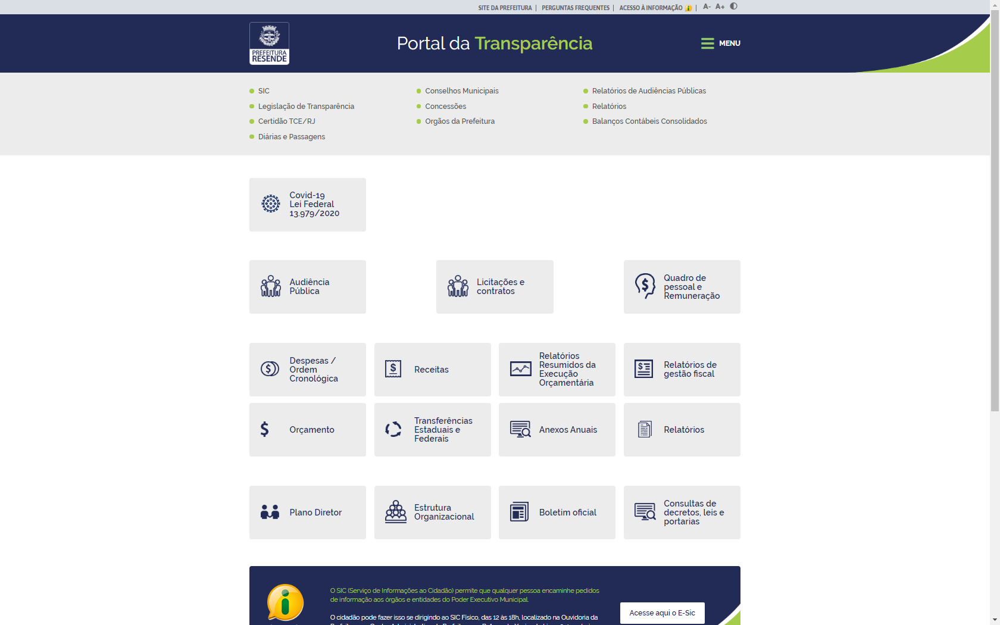 SITE DA PREFEITURA | PERGUNTAS FREQUENTES | ACESSO À INFORMAÇÃO | A- A+
PREFEITURA
RESENDE
Portal da Transparência
MENU
SIC
Legislação de Transparência
Certidão TCE/RJ
Diárias e Passagens
Conselhos Municipais
Concessões
Orgãos da Prefeitura
Relatórios de Audiências Públicas
Relatórios
Balanços Contábeis Consolidados
Covid-19
Lei Federal
13.979/2020
Audiência
Pública
Licitações e
contratos
Quadro de
pessoal e
Remuneração
Despesas /
Ordem
Cronológica
Receitas
Relatórios
Resumidos da
Execução
Orçamentária
Relatórios de
gestão fiscal
Orçamento
Transferências
Estaduais e
Federais
Anexos Anuais
Relatórios
Plano Diretor
Estrutura
Organizacional
Boletim oficial
Consultas de
decretos, leis e
portarias
O SIC (Serviço de Informações ao Cidadão) permite que qualquer pessoa encaminhe pedidos
de informação aos órgãos e entidades do Poder Executivo Municipal.
O cidadão pode fazer isso se dirigindo ao SIC Físico, das 12 às 18h, localizado na Ouvidoria da
Acesse aqui o E-Sic